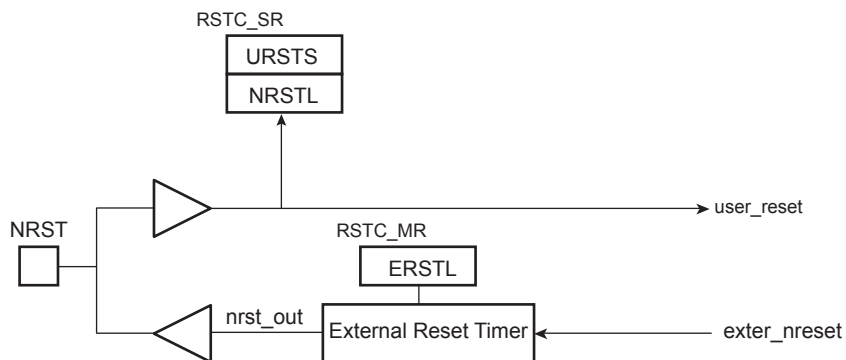 RSTC_SR
URSTS
NRSTL
user_reset
NRST
RSTC_MR
ERSTL
nrst_out
External Reset Timer
exter_nreset